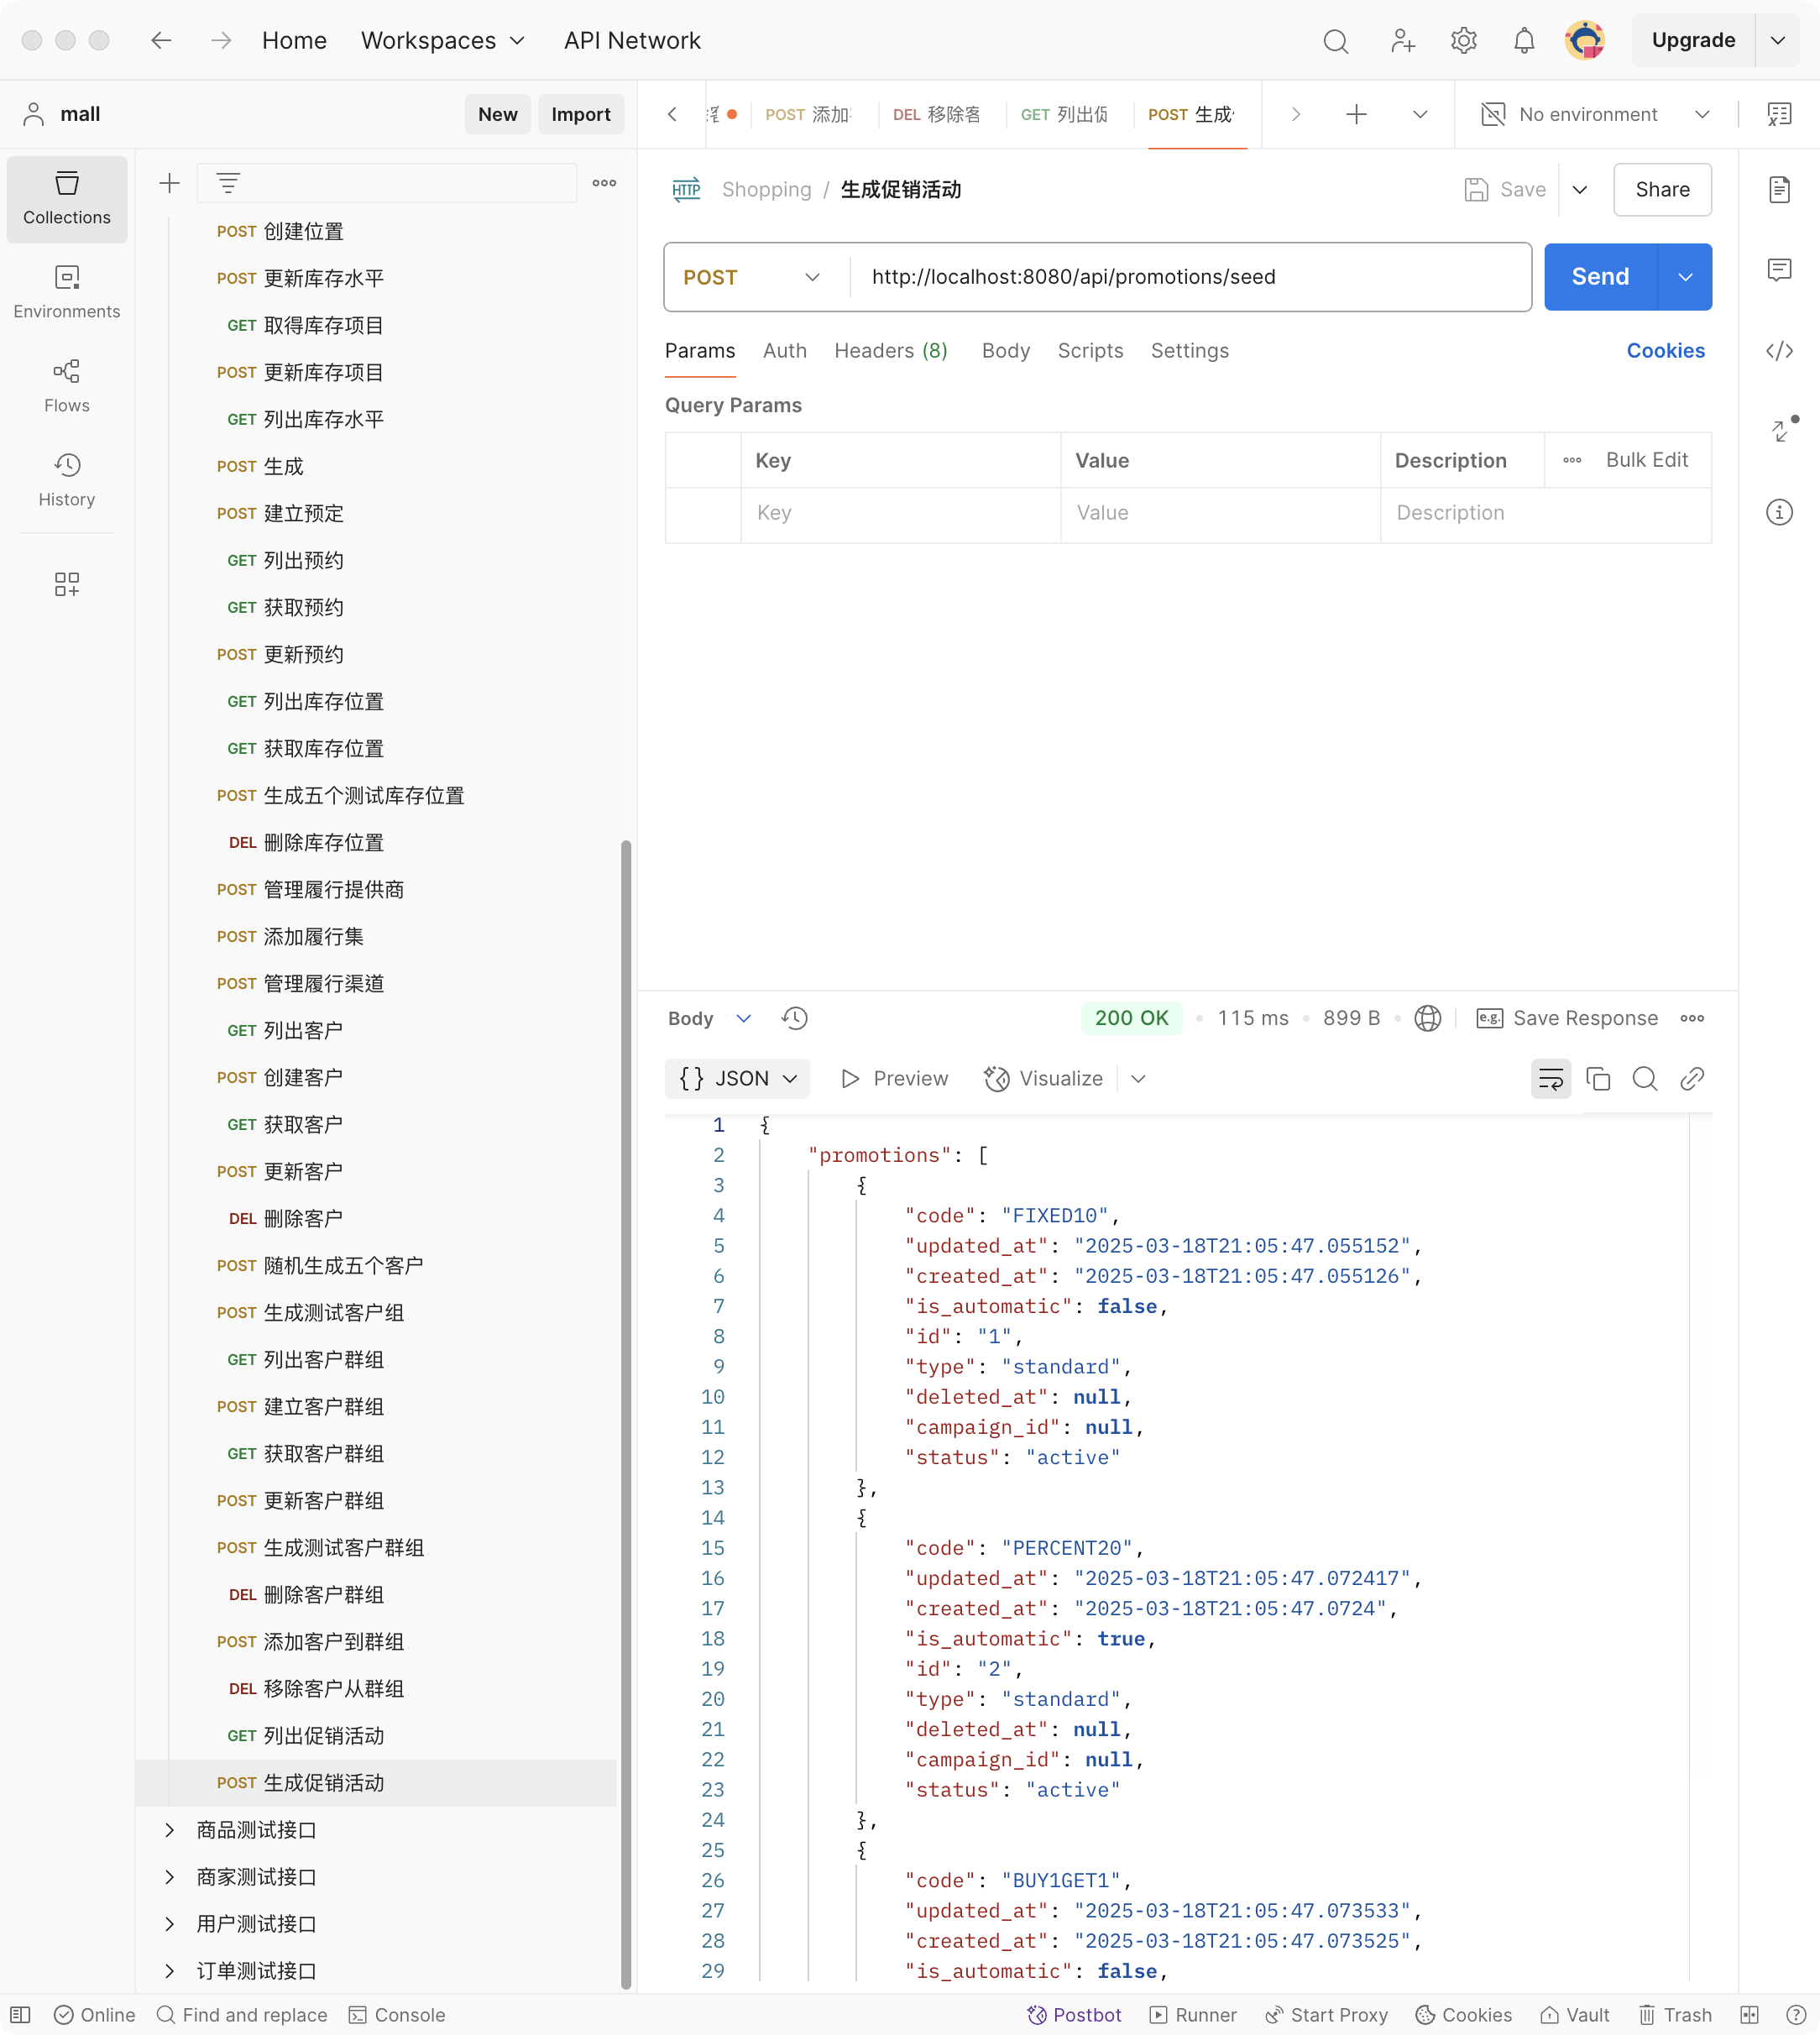 Home Workspaces API Network Upgrade
mall New Import
POST 添加 DEL 移除客 GET 列出促 POST 生成 No environment
Collections
Environments
Flows
History
POST 创建位置
POST 更新库存水平
GET 取得库存项目
POST 更新库存项目
GET 列出库存水平
POST 生成
POST 建立预定
GET 列出预约
GET 获取预约
POST 更新预约
GET 列出库存位置
GET 获取库存位置
POST 生成五个测试库存位置
DEL 删除库存位置
POST 管理履行提供商
POST 添加履行集
POST 管理履行渠道
GET 列出客户
POST 创建客户
GET 获取客户
POST 更新客户
DEL 删除客户
POST 随机生成五个客户
POST 生成测试客户组
GET 列出客户群组
POST 建立客户群组
GET 获取客户群组
POST 更新客户群组
POST 生成测试客户群组
DEL 删除客户群组
POST 添加客户到群组
DEL 移除客户从群组
GET 列出促销活动
POST 生成促销活动
商品测试接口
商家测试接口
用户测试接口
订单测试接口
HTTP Shopping / 生成促销活动 Save Share
POST http://localhost:8080/api/promotions/seed Send
Params Auth Headers (8) Body Scripts Settings Cookies
Query Params
Key Value Description Bulk Edit
Key Value Description
Body 200 OK 115 ms 899 B e.g. Save Response
{} JSON Preview Visualize
1 {
2 "promotions": [
3 {
4 "code": "FIXED10",
5 "updated_at": "2025-03-18T21:05:47.055152",
6 "created_at": "2025-03-18T21:05:47.055126",
7 "is_automatic": false,
8 "id": "1",
9 "type": "standard",
10 "deleted_at": null,
11 "campaign_id": null,
12 "status": "active"
13 },
14 {
15 "code": "PERCENT20",
16 "updated_at": "2025-03-18T21:05:47.072417",
17 "created_at": "2025-03-18T21:05:47.0724",
18 "is_automatic": true,
19 "id": "2",
20 "type": "standard",
21 "deleted_at": null,
22 "campaign_id": null,
23 "status": "active"
24 },
25 {
26 "code": "BUY1GET1",
27 "updated_at": "2025-03-18T21:05:47.073533",
28 "created_at": "2025-03-18T21:05:47.073525",
29 "is_automatic": false,
Online Find and replace Console Postbot Runner Start Proxy Cookies Vault Trash